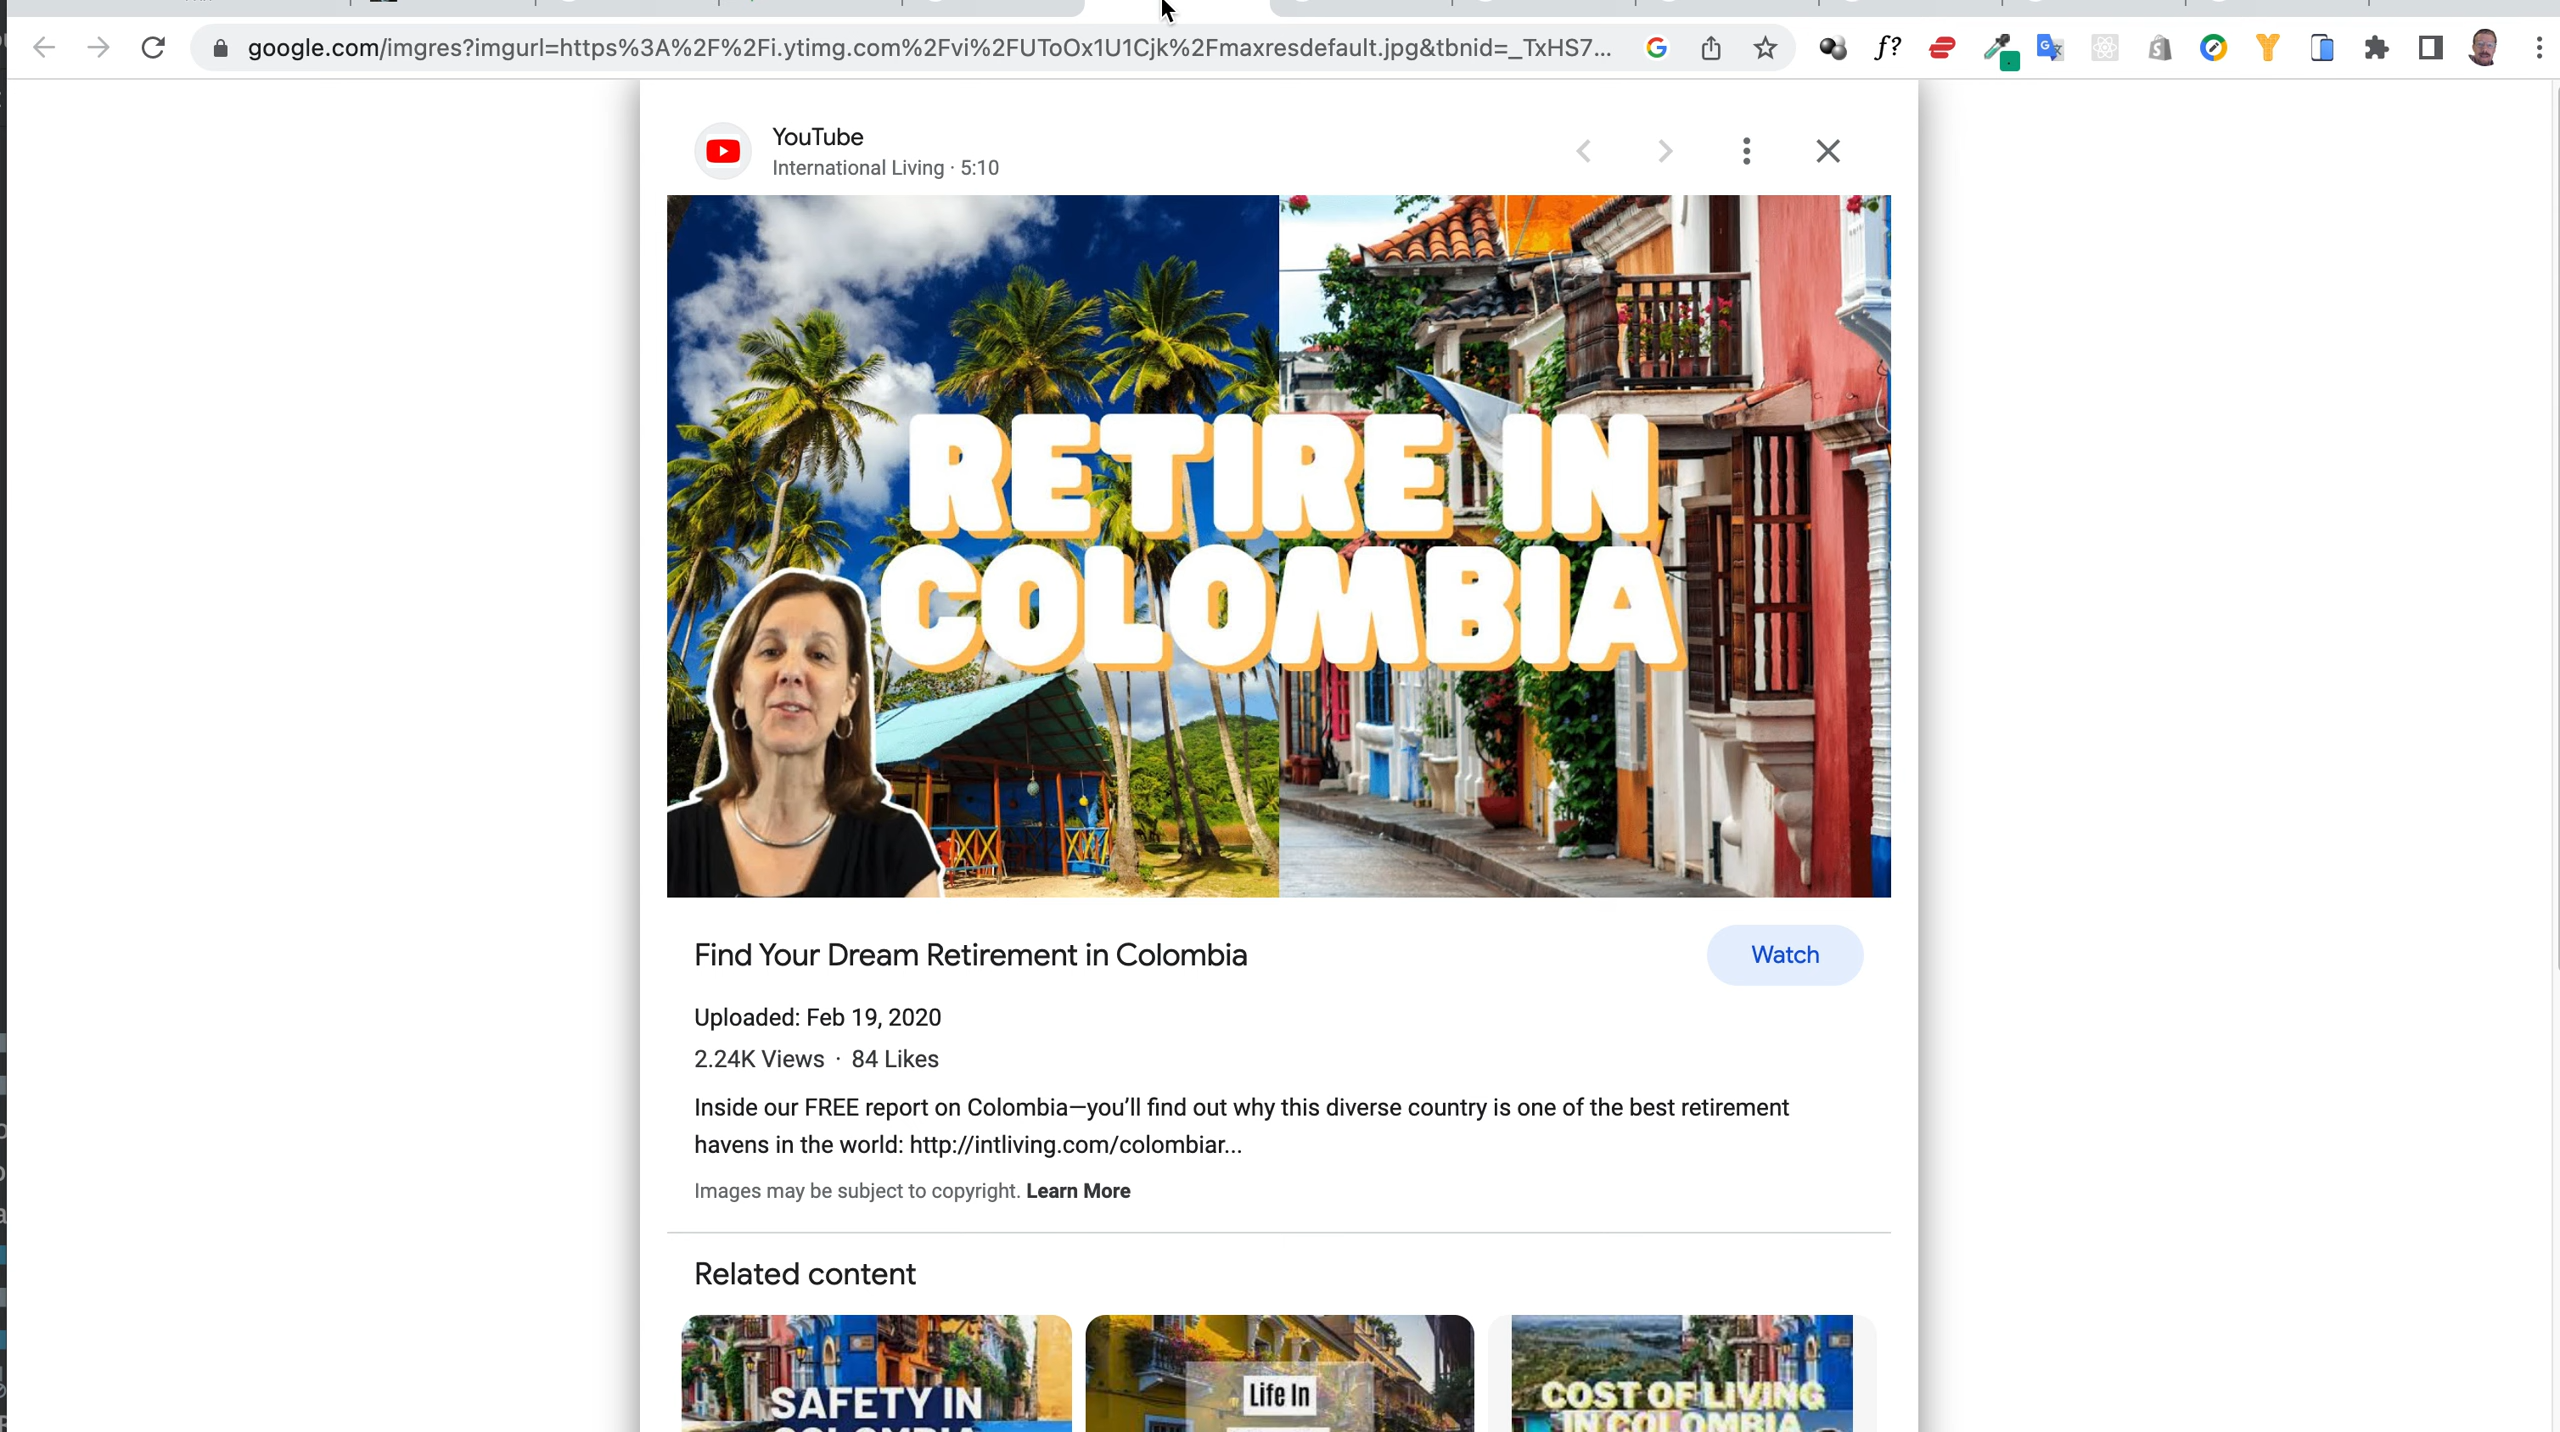 google.com/imgres?imgurl=https%3A%2F%2Fi.ytimg.com%2Fvi%2FUToOx1U1Cjk%2Fmaxresdefault.jpg&tbnid=_TxHS7...
YouTube
International Living · 5:10
RETIRE IN
COLOMBIA
Find Your Dream Retirement in Colombia
Watch
Uploaded: Feb 19, 2020
2.24K Views · 84 Likes
Inside our FREE report on Colombia—you’ll find out why this diverse country is one of the best retirement
havens in the world: http://intliving.com/colombiar...
Images may be subject to copyright. Learn More
Related content
SAFETY IN
COLOMBIA
Life In
COST OF LIVING
IN COLOMBIA